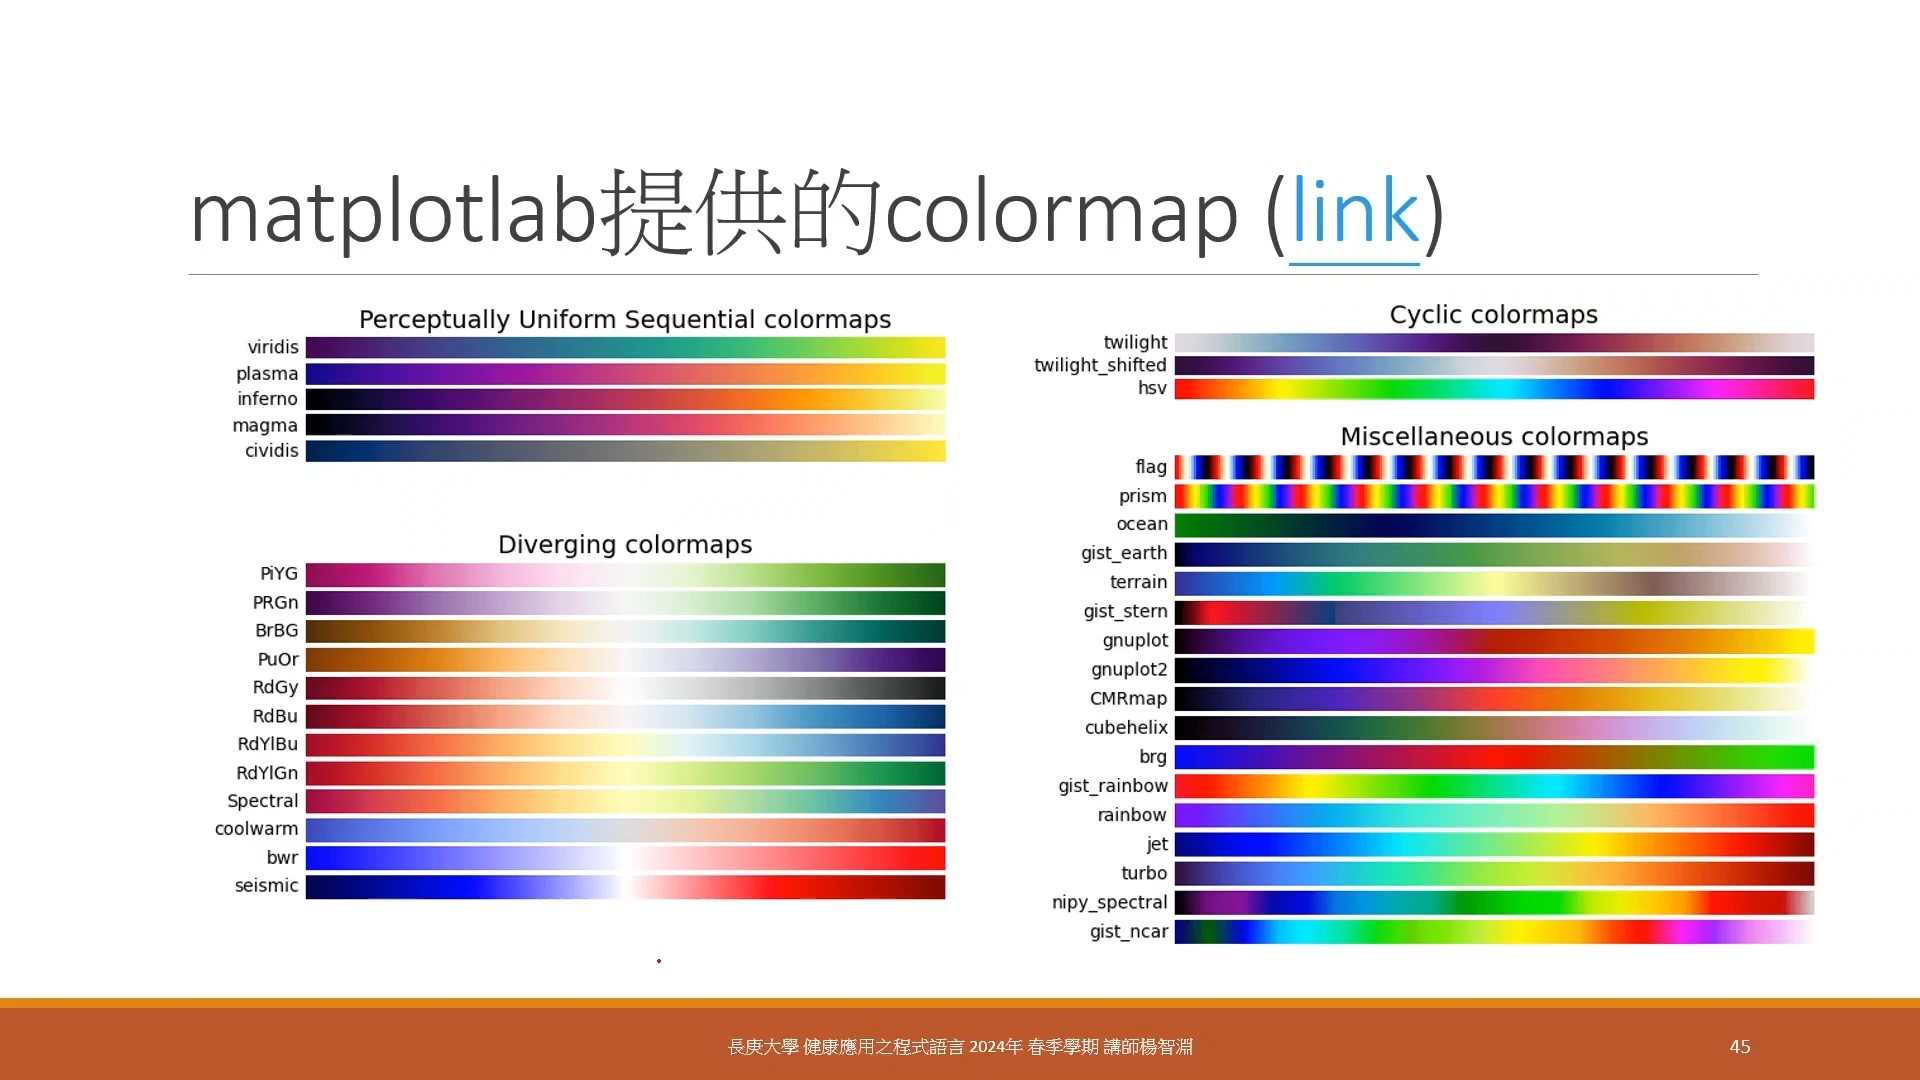 matplotlab提供的colormap (link)
Perceptually Uniform Sequential colormaps
viridis
plasma
inferno
magma
cividis
Diverging colormaps
PiYG
PRGn
BrBG
PuOr
RdGy
RdBu
RdYlBu
RdYlGn
Spectral
coolwarm
bwr
seismic
Cyclic colormaps
twilight
twilight_shifted
hsv
Miscellaneous colormaps
flag
prism
ocean
gist_earth
terrain
gist_stern
gnuplot
gnuplot2
CMRmap
cubehelix
brg
gist_rainbow
rainbow
jet
turbo
nipy_spectral
gist_ncar
長庚大學 健康應用之程式語言 2024年 春季學期 講師楊智淵
45